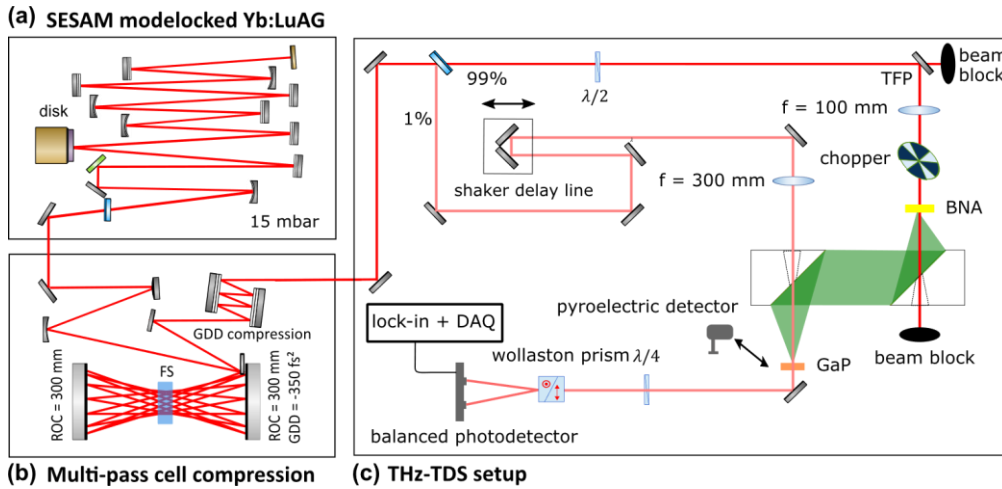 (a) SESAM modelocked Yb:LuAG
disk
15 mbar
GDD compression
FS
ROC = 300 mm
ROC = 300 mm
GDD = -350 fs²
(b) Multi-pass cell compression
99%
1%
λ/2
TFP
beam
block
f = 100 mm
chopper
shaker delay line
f = 300 mm
BNA
pyroelectric detector
lock-in + DAQ
wollaston prism λ/4
GaP
beam block
balanced photodetector
(c) THz-TDS setup